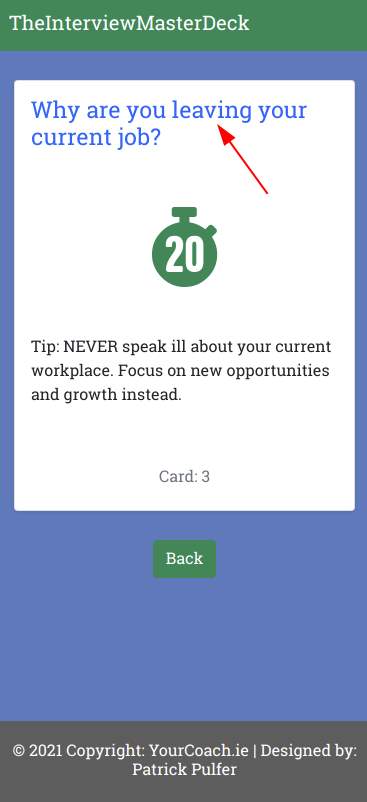 TheInterviewMasterDeck
Why are you leaving your
current job?
20
Tip: NEVER speak ill about your current
workplace. Focus on new opportunities
and growth instead.
Card: 3
Back
© 2021 Copyright: YourCoach.ie | Designed by:
Patrick Pulfer